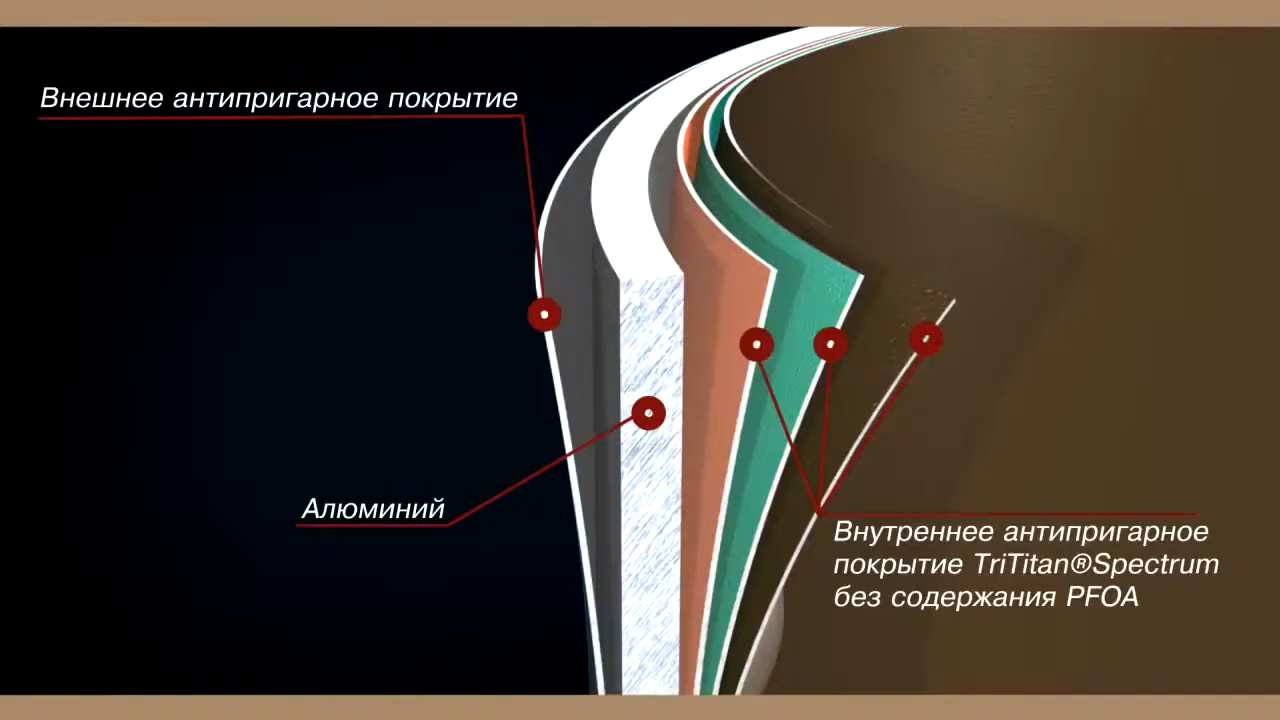 Внешнее антипригарное покрытие
Алюминий
Внутреннее антипригарное
покрытие TriTitan®Spectrum
без содержания PFOA